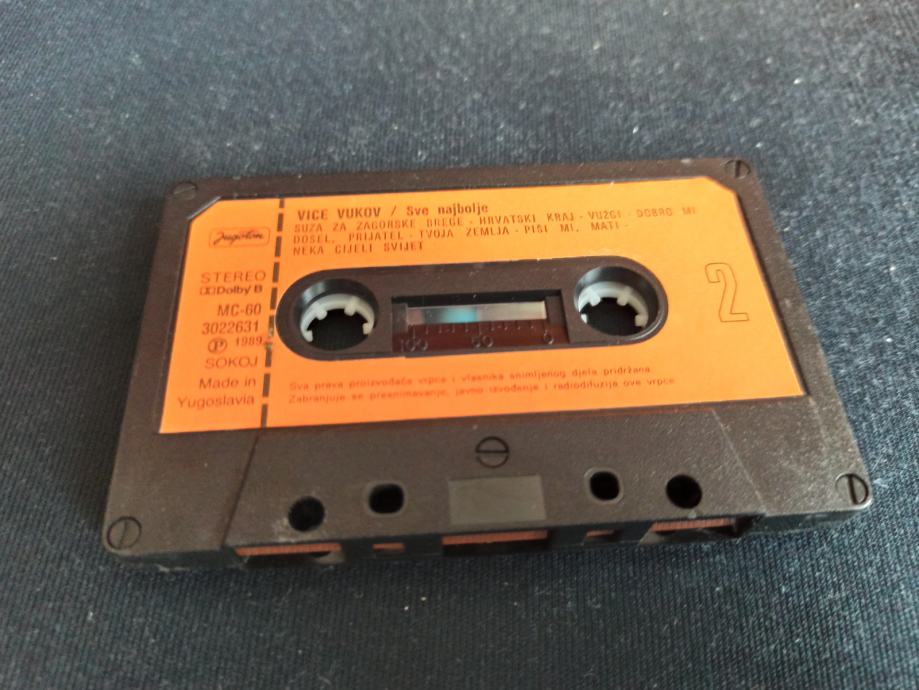 Jugoton
STEREO
Dolby B
MC-60
3022631
℗ 1989
SOKOJ
Made in
Yugoslavia
VICE VUKOV / Sve najbolje
SUZA ZA ZAGORSKE BREGE · HRVATSKI KRAJ · VUŽGI · DOBRO MI
DOŠEL, PRIJATEL · TVOJA ZEMLJA · PIŠI MI, MATI ·
NEKA CIJELI SVIJET
2
100 50 0
Sva prava proizvođača vrpce i vlasnika snimljenog djela pridržana
Zabranjuje se presnimavanje, javno izvođenje i radiodifuzija ove vrpce